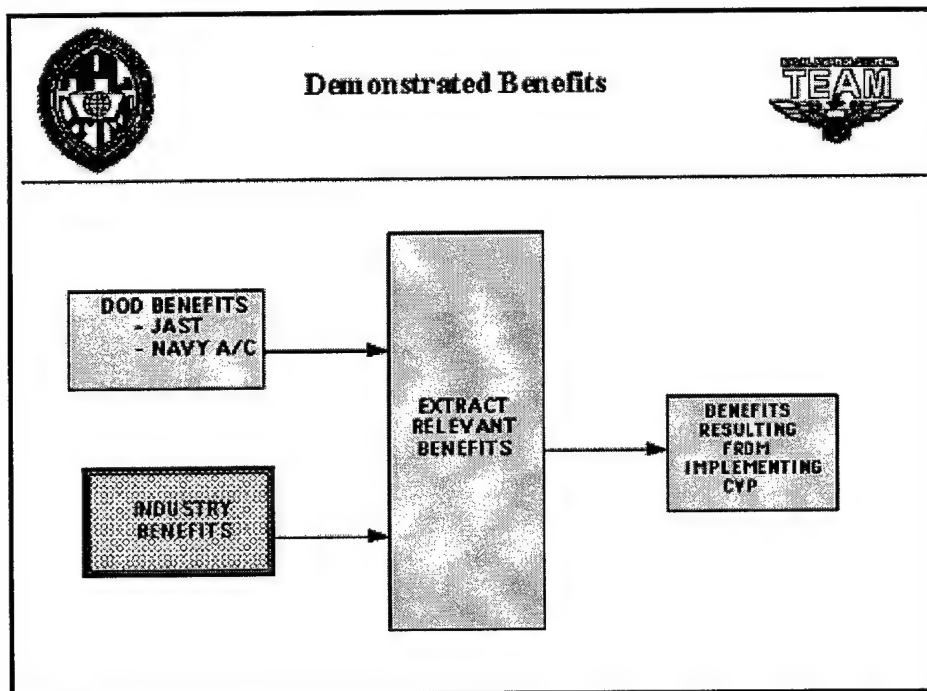 Demonstrated Benefits
TEAM
DOD BENEFITS
- JAST
- NAVY A/C
INDUSTRY
BENEFITS
EXTRACT
RELEVANT
BENEFITS
BENEFITS
RESULTING
FROM
IMPLEMENTING
CVP